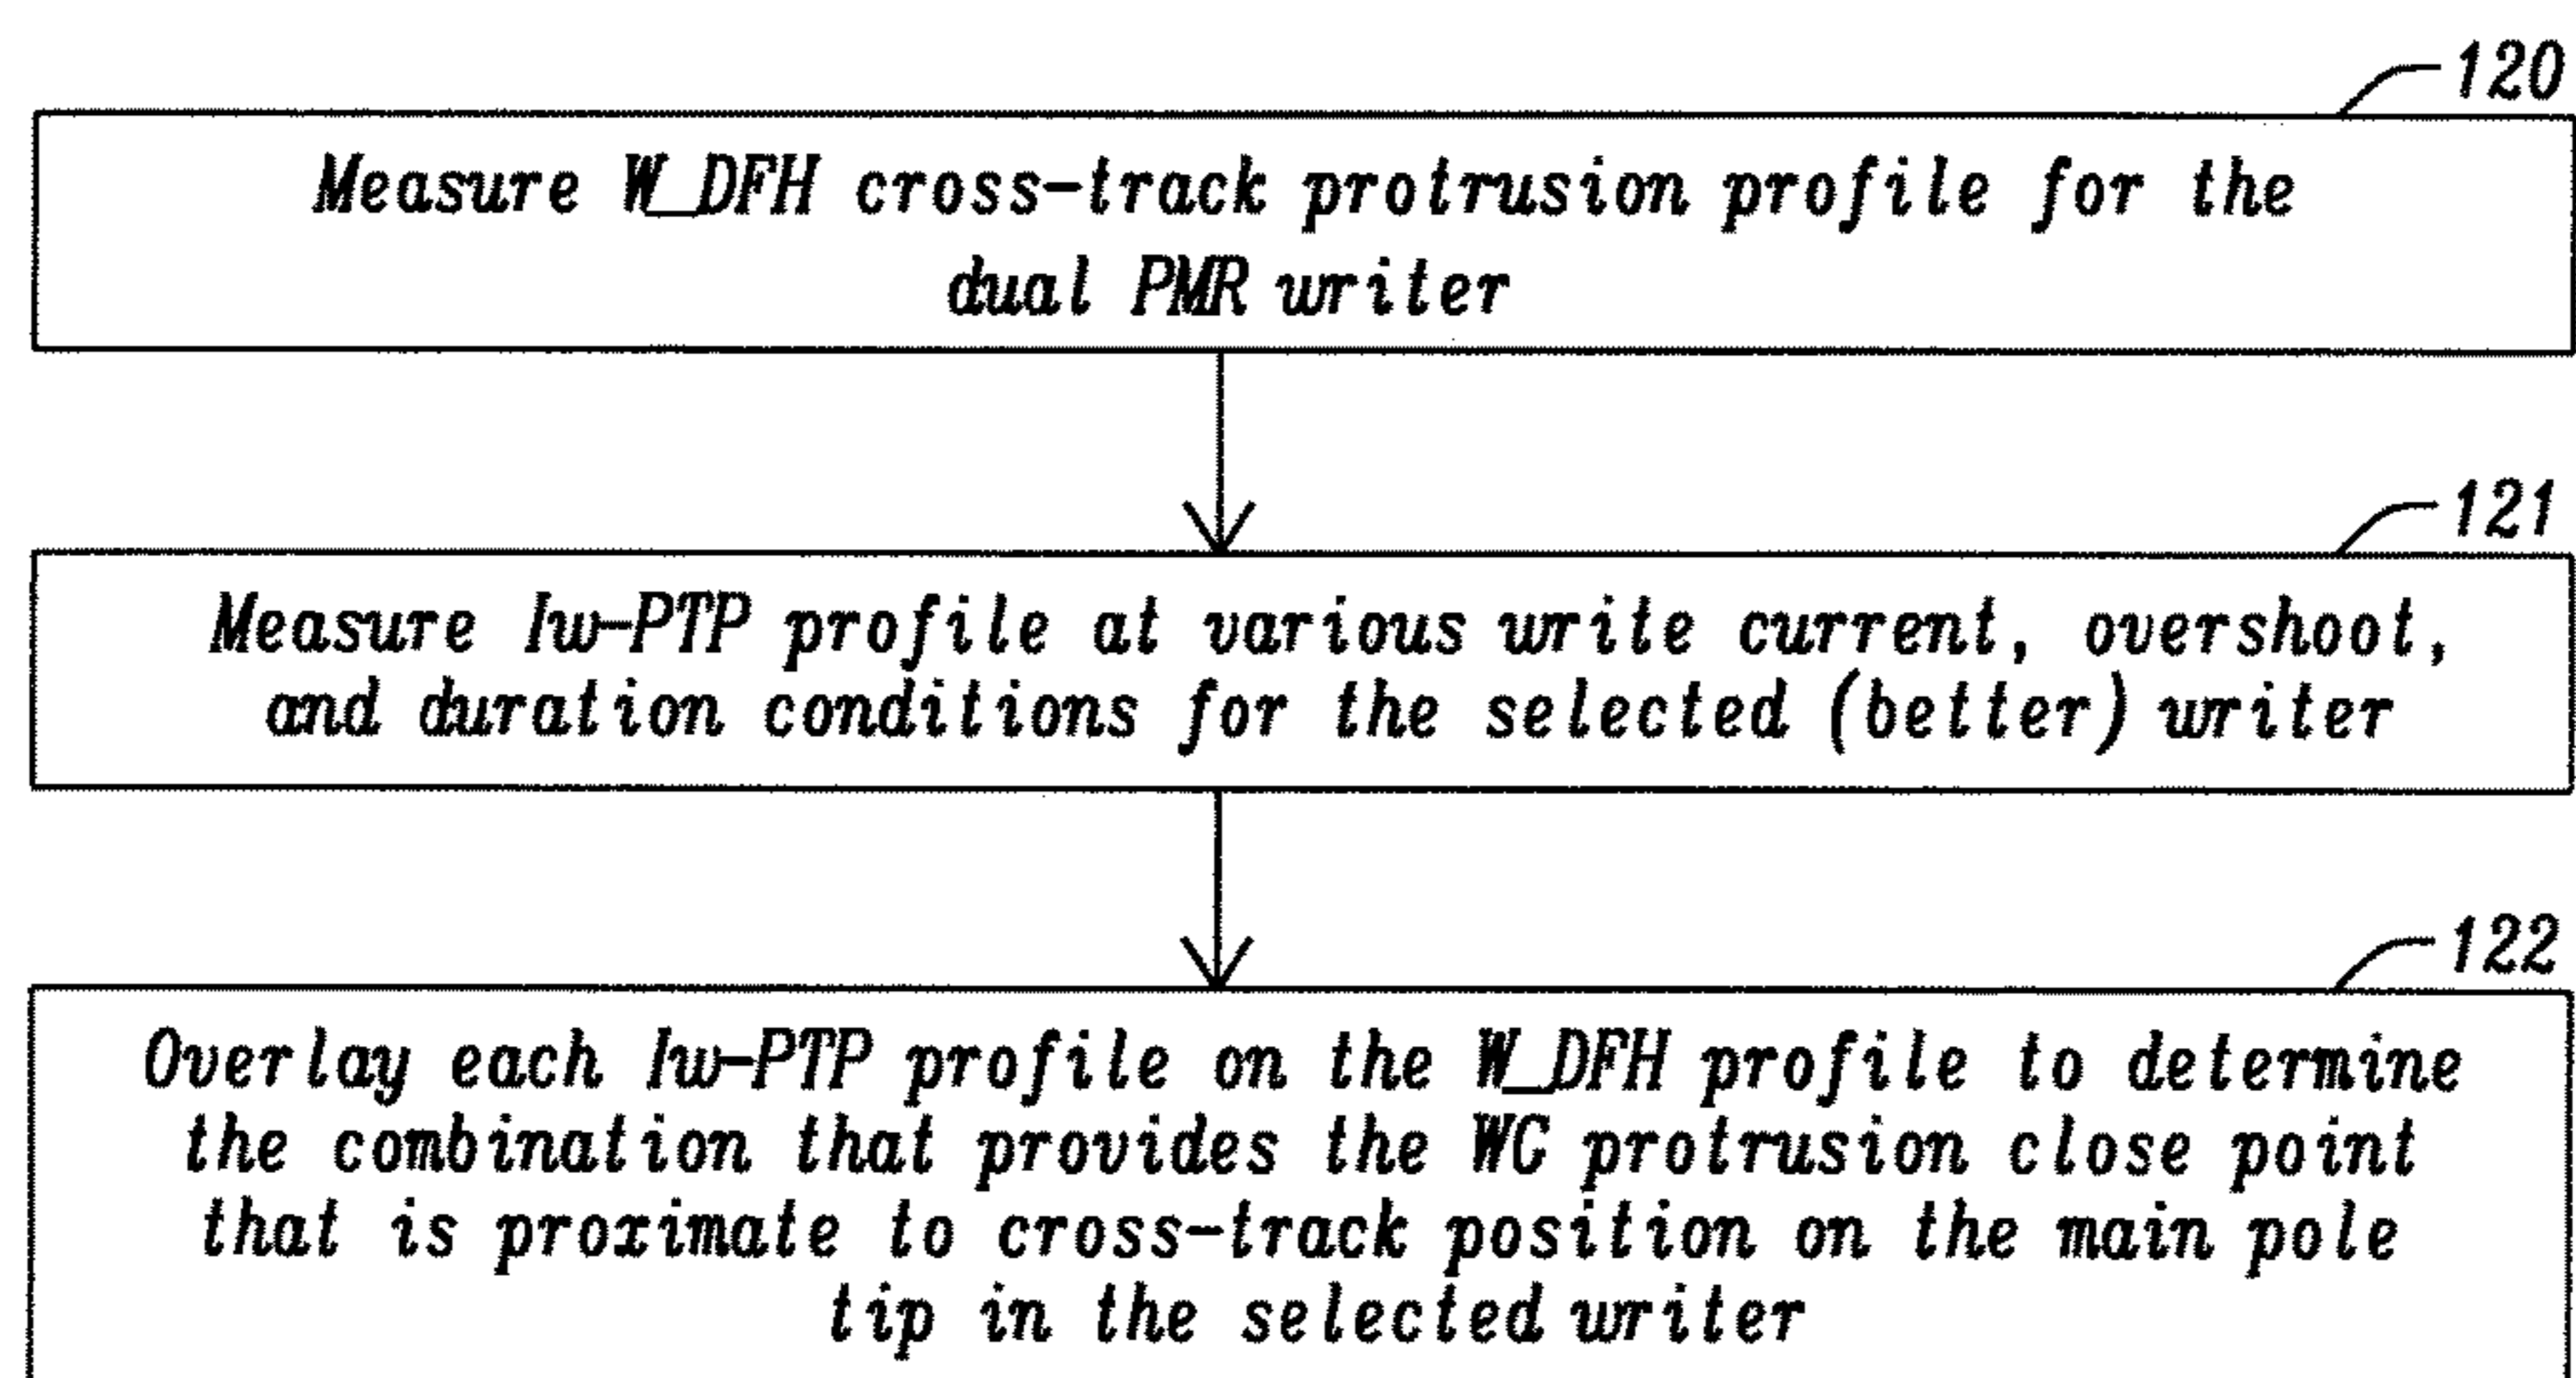 120
Measure W_DFH cross-track protrusion profile for the
dual PMR writer
121
Measure Iw-PTP profile at various write current, overshoot,
and duration conditions for the selected (better) writer
122
Overlay each Iw-PTP profile on the W_DFH profile to determine
the combination that provides the WG protrusion close point
that is proximate to cross-track position on the main pole
tip in the selected writer